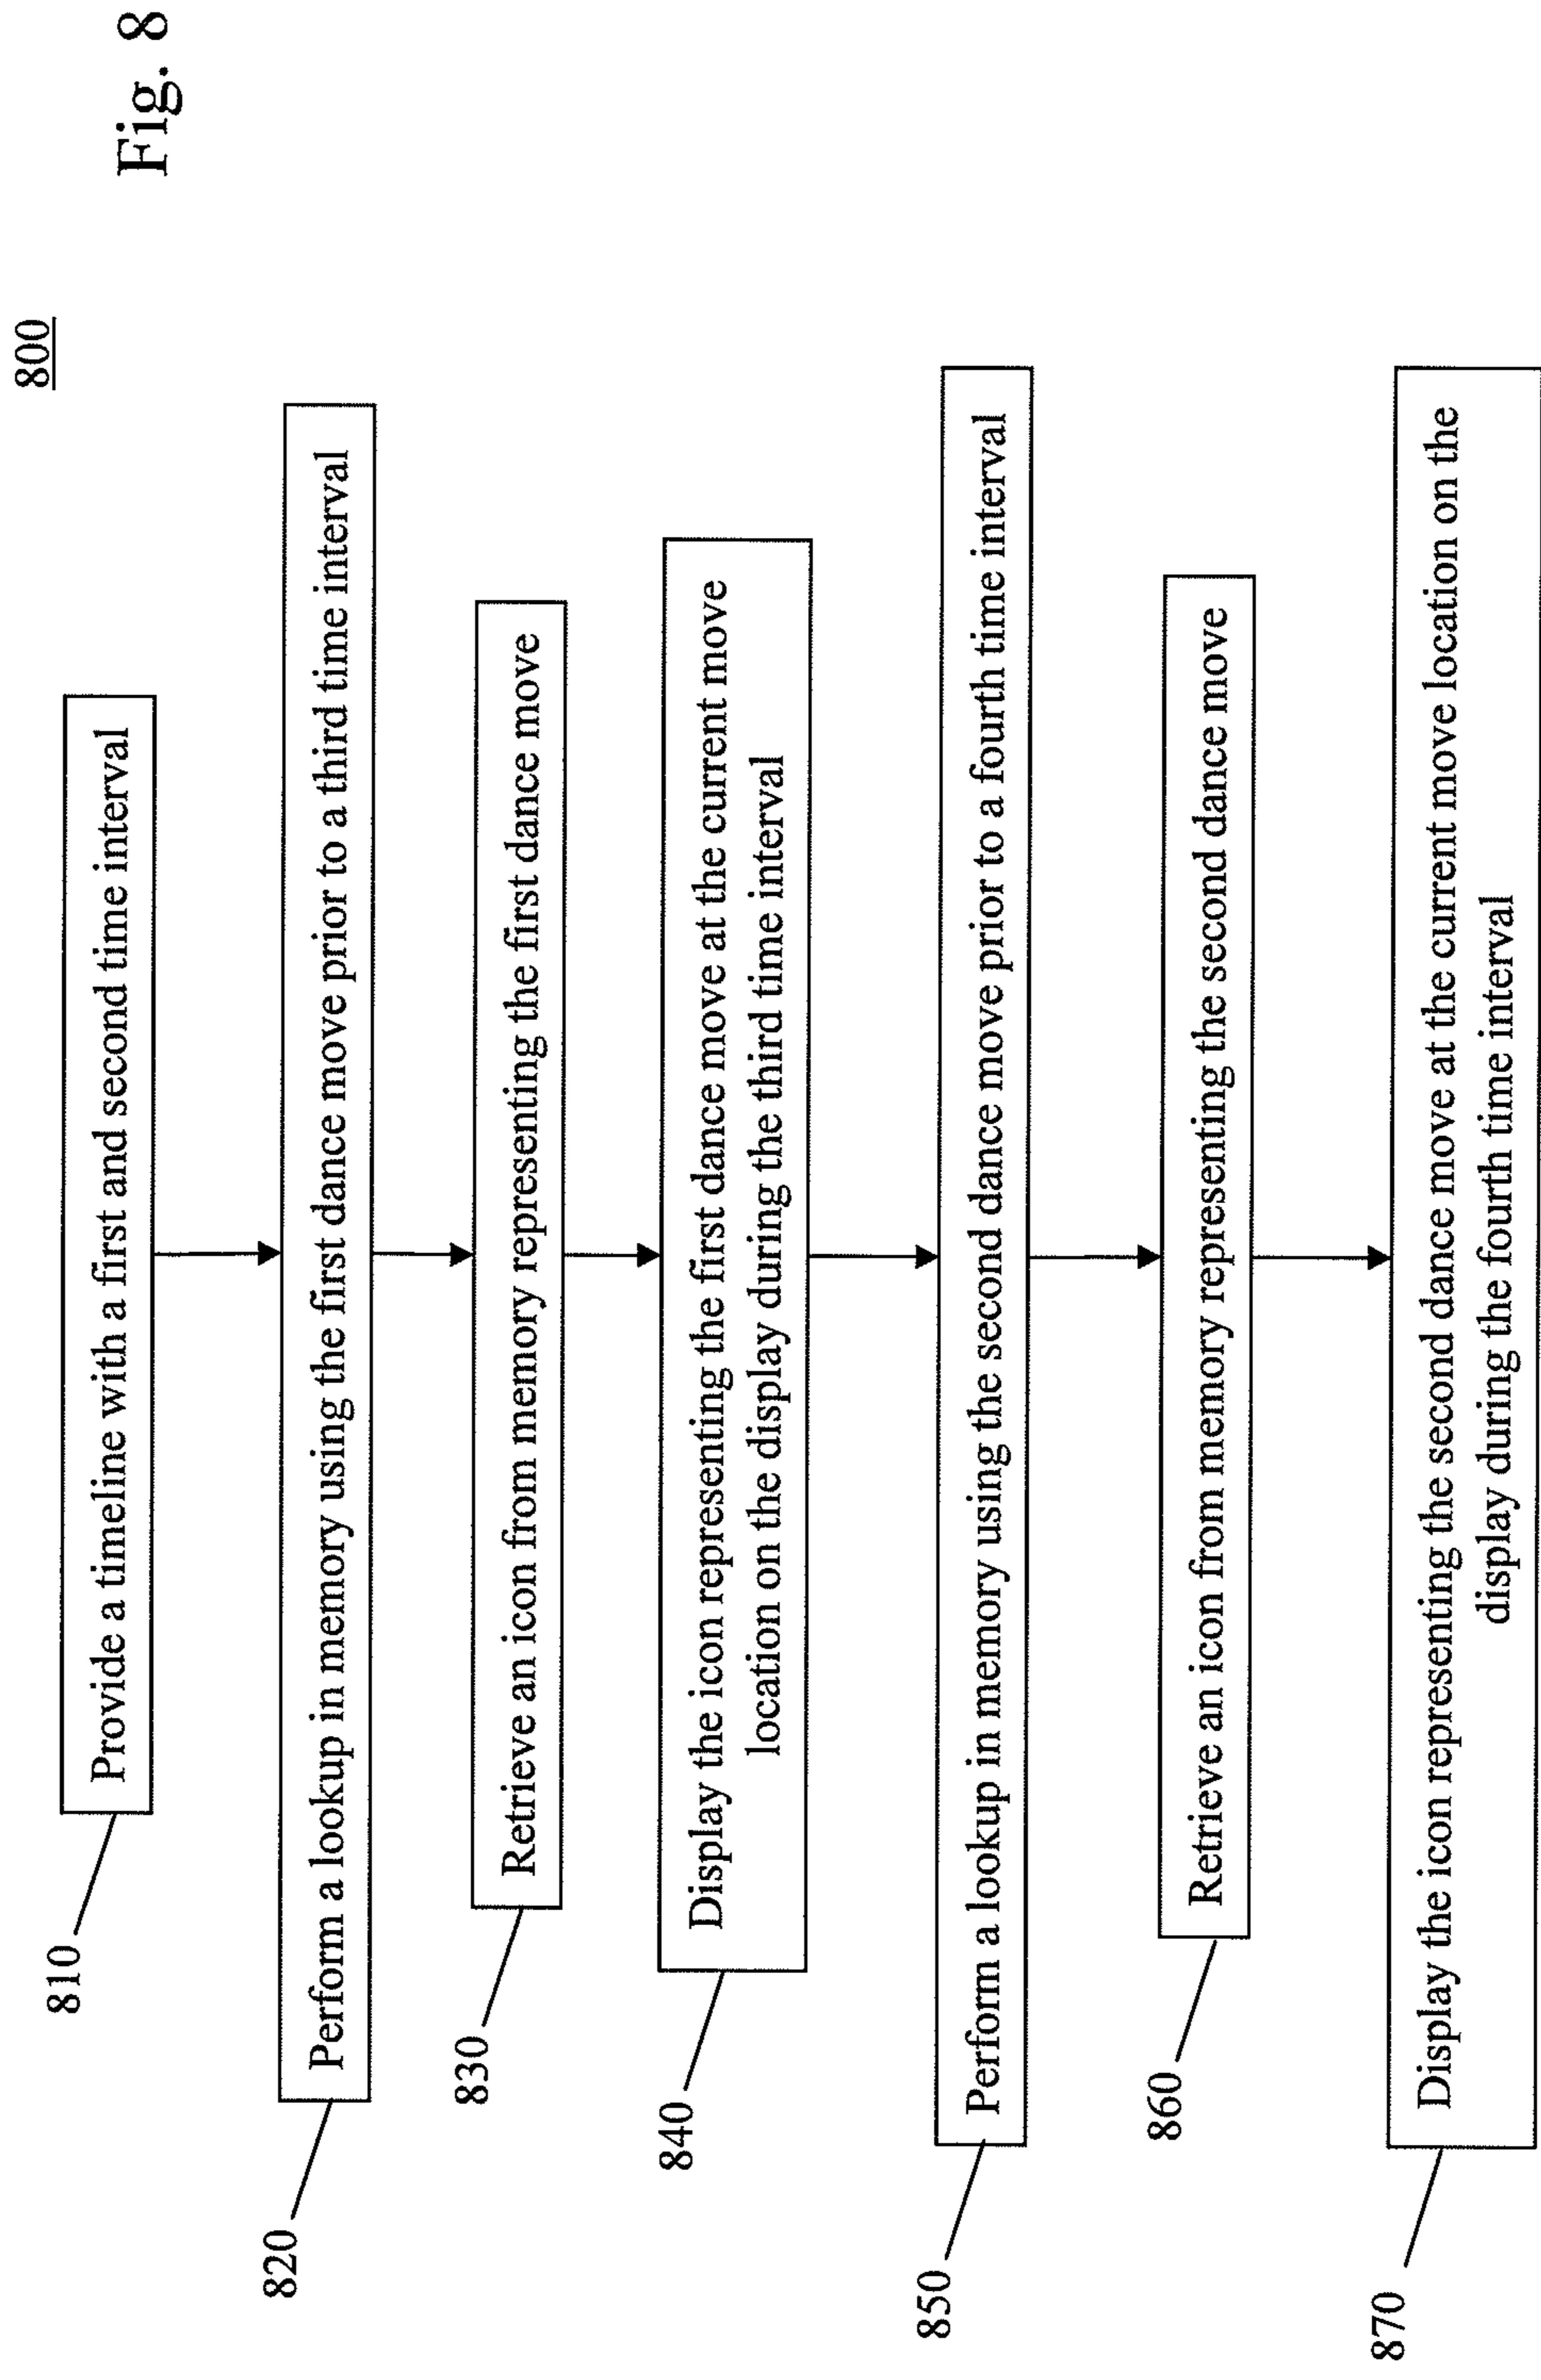 800
Fig. 8
810
Provide a timeline with a first and second time interval
820
Perform a lookup in memory using the first dance move prior to a third time interval
830
Retrieve an icon from memory representing the first dance move
840
Display the icon representing the first dance move at the current move
location on the display during the third time interval
850
Perform a lookup in memory using the second dance move prior to a fourth time interval
860
Retrieve an icon from memory representing the second dance move
870
Display the icon representing the second dance move at the current move location on the
display during the fourth time interval